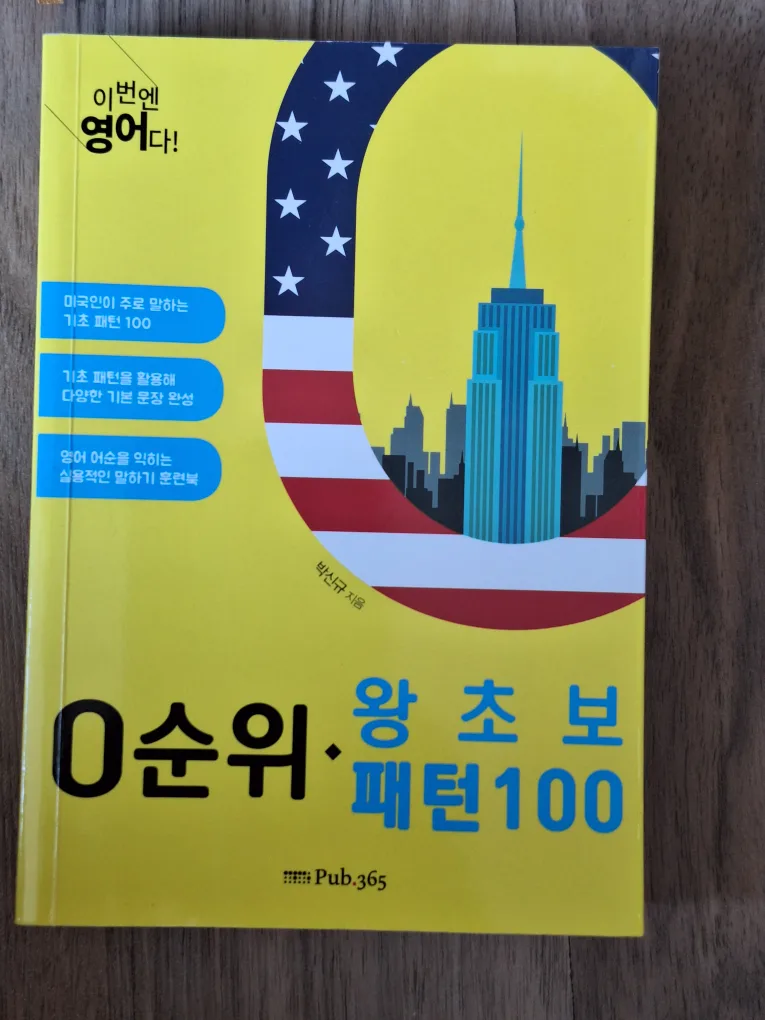 이번엔
영어다!
미국인이 주로 말하는
기초 패턴 100
기초 패턴을 활용해
다양한 기본 문장 완성
영어 어순을 익히는
실용적인 말하기 훈련북
박신규 지음
0순위·
왕초보
패턴100
Pub.365